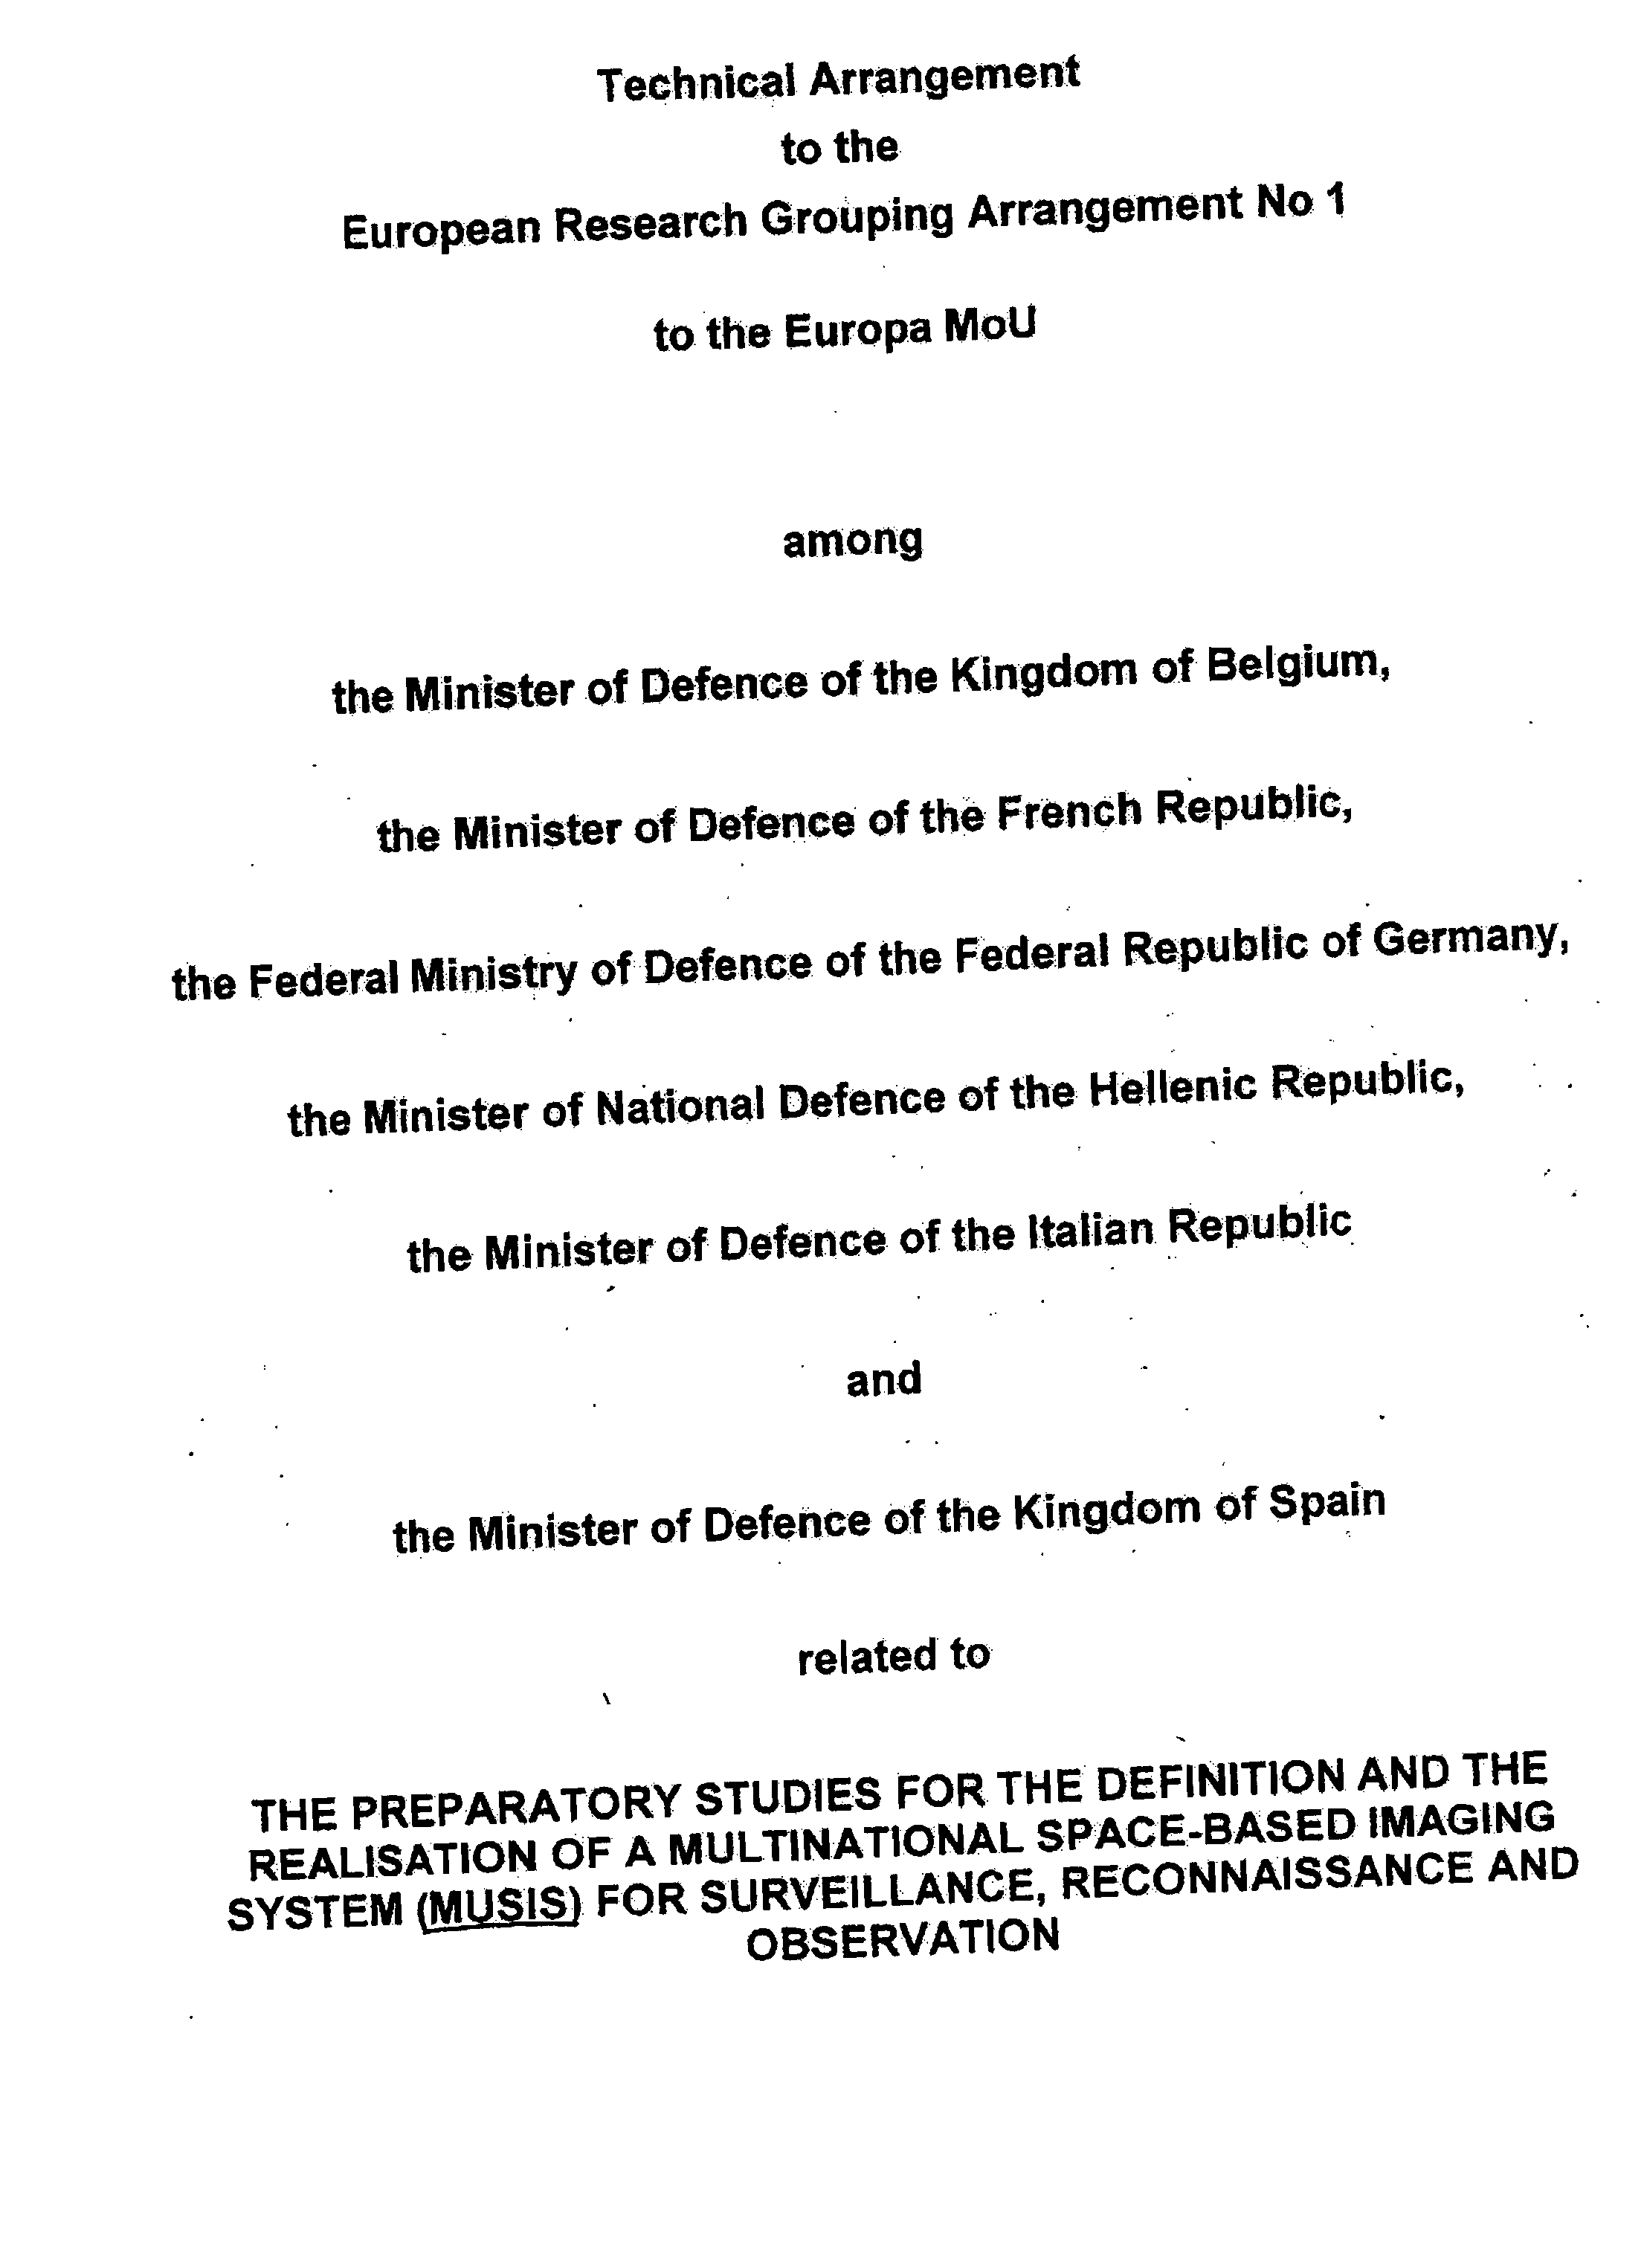 Technical Arrangement
to the
European Research Grouping Arrangement No 1
to the Europa MoU
among
the Minister of Defence of the Kingdom of Belgium,
the Minister of Defence of the French Republic,
the Federal Ministry of Defence of the Federal Republic of Germany,
the Minister of National Defence of the Hellenic Republic,
the Minister of Defence of the Italian Republic
and
the Minister of Defence of the Kingdom of Spain
related to
THE PREPARATORY STUDIES FOR THE DEFINITION AND THE
REALISATION OF A MULTINATIONAL SPACE-BASED IMAGING
SYSTEM (MUSIS) FOR SURVEILLANCE, RECONNAISSANCE AND
OBSERVATION